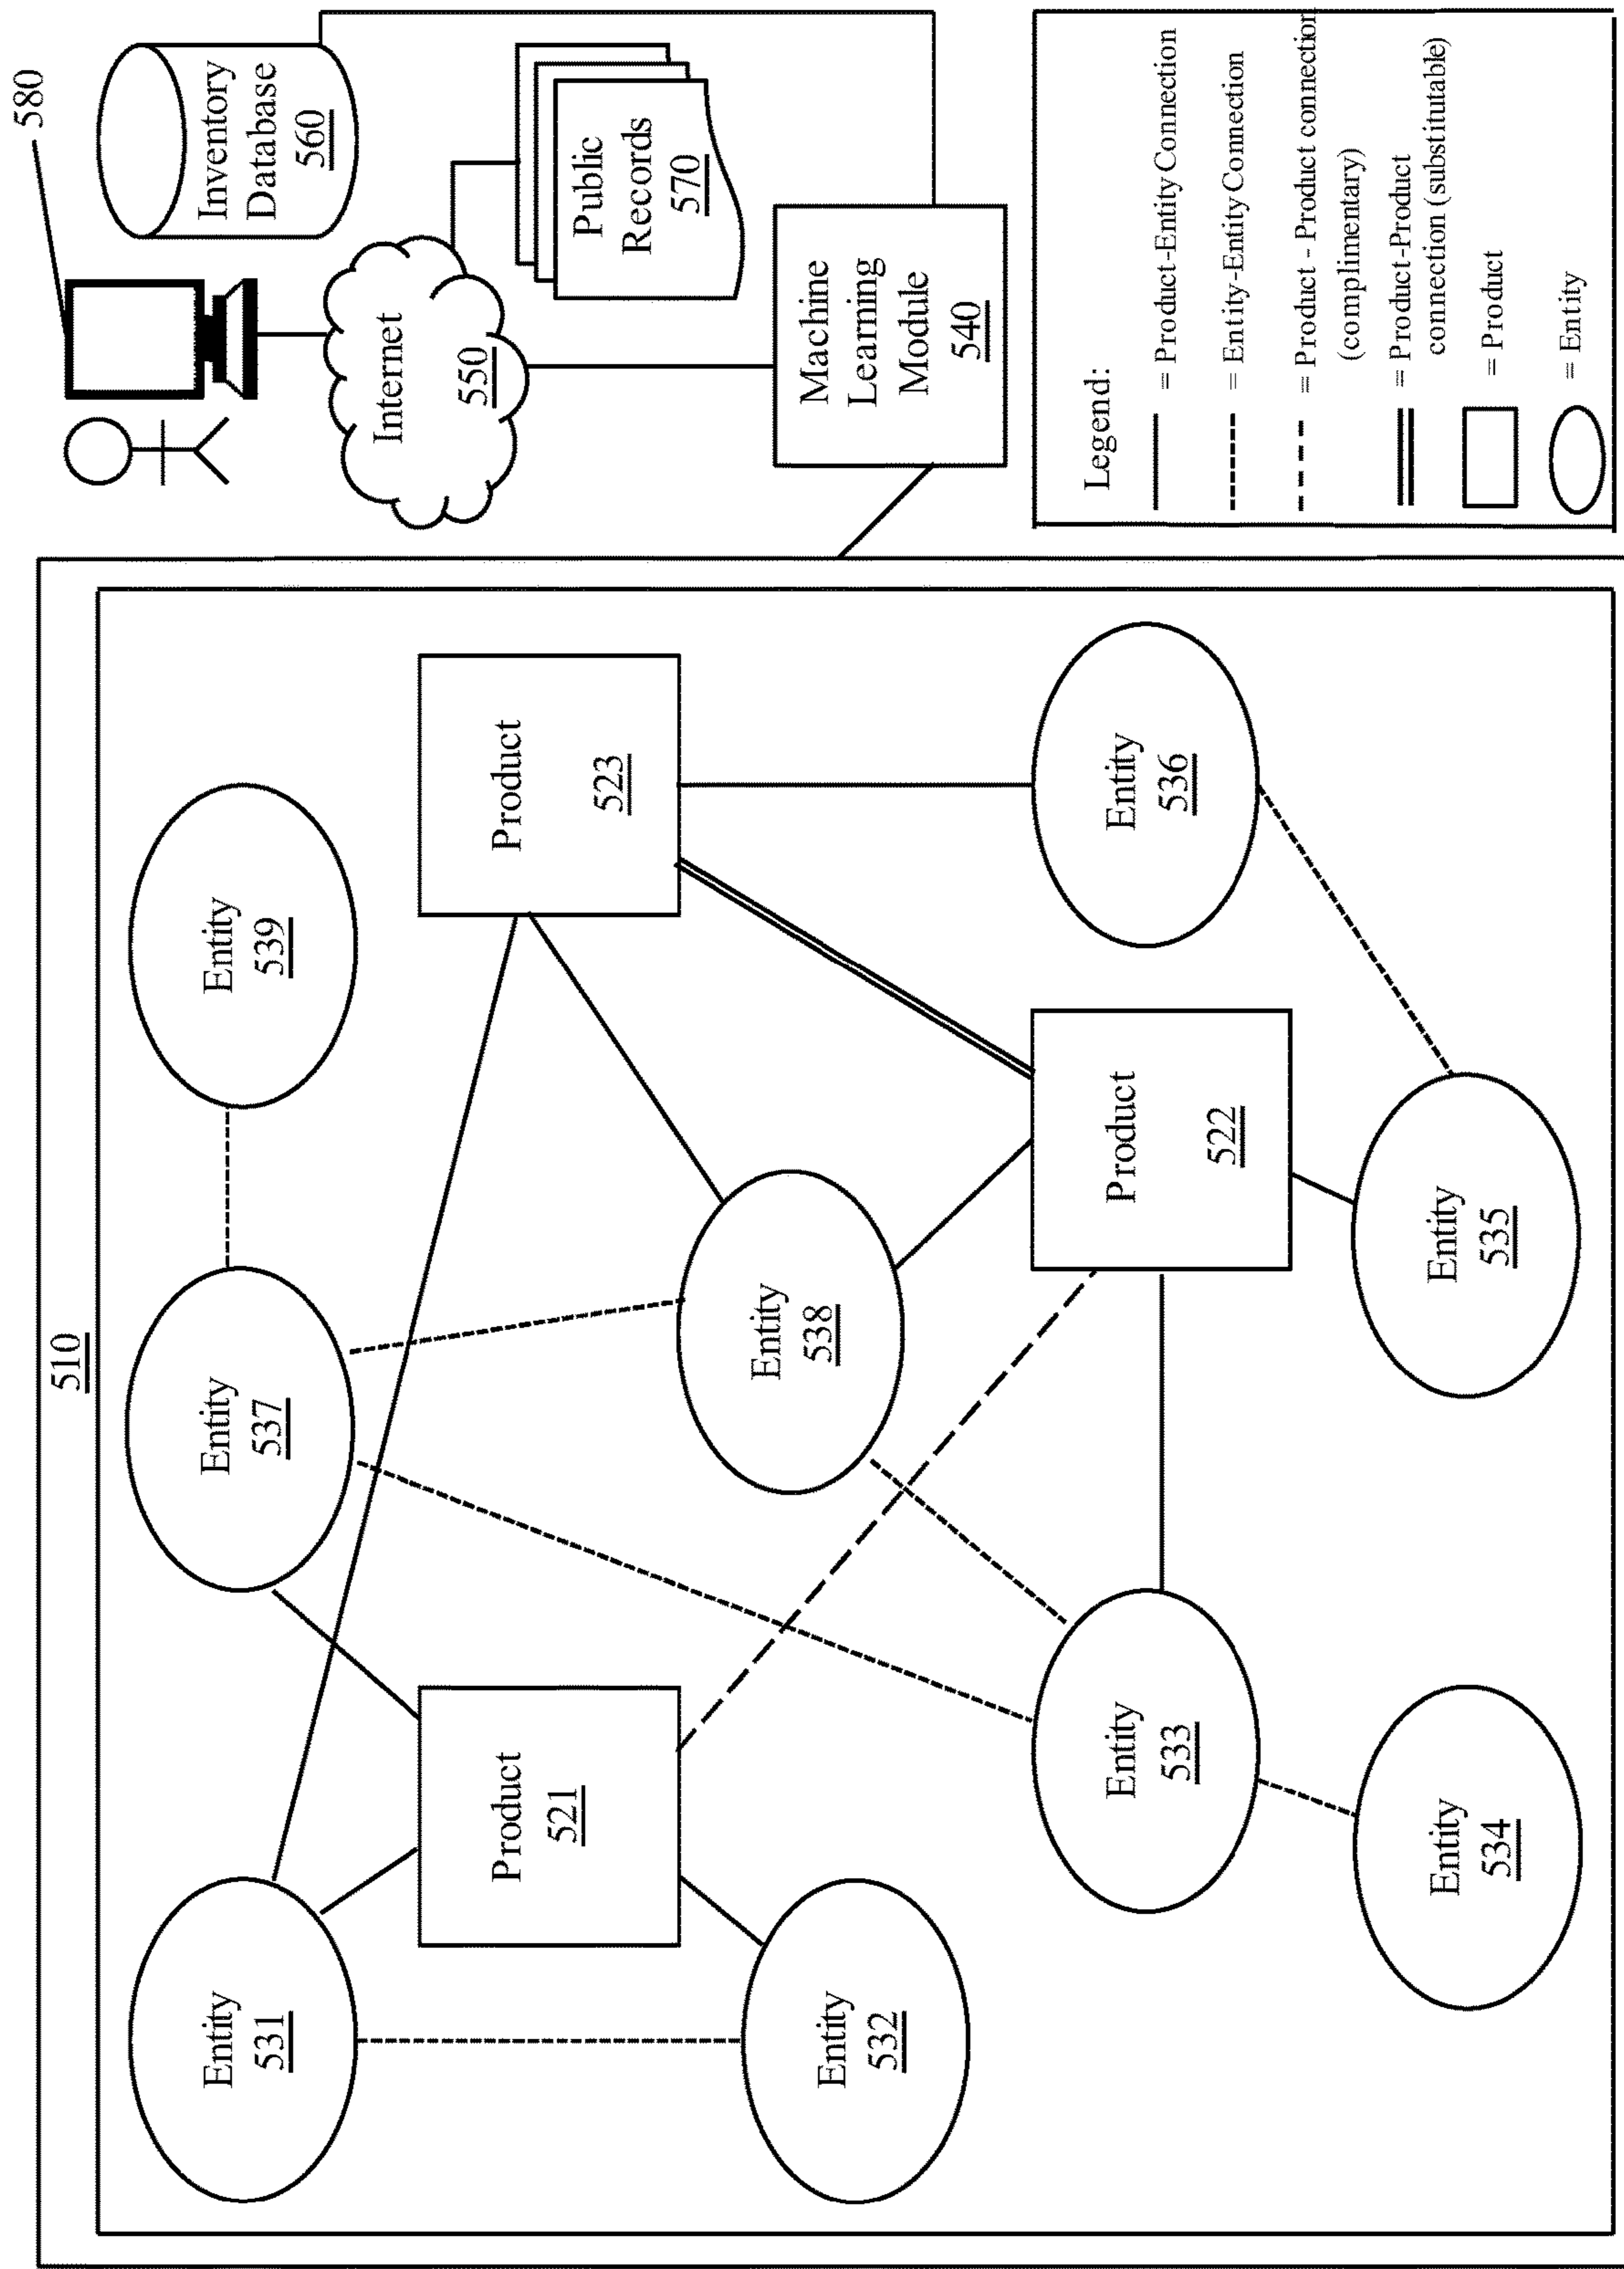 510
Entity
531
Entity
532
Product
521
Entity
537
Entity
533
Entity
534
Entity
538
Entity
539
Product
522
Entity
535
Product
523
Entity
536
580
Inventory
Database
560
Internet
550
Public
Records
570
Machine
Learning
Module
540
Legend:
= Product-Entity Connection
= Entity-Entity Connection
= Product - Product connection
(complimentary)
= Product-Product
connection (substitutable)
= Product
= Entity